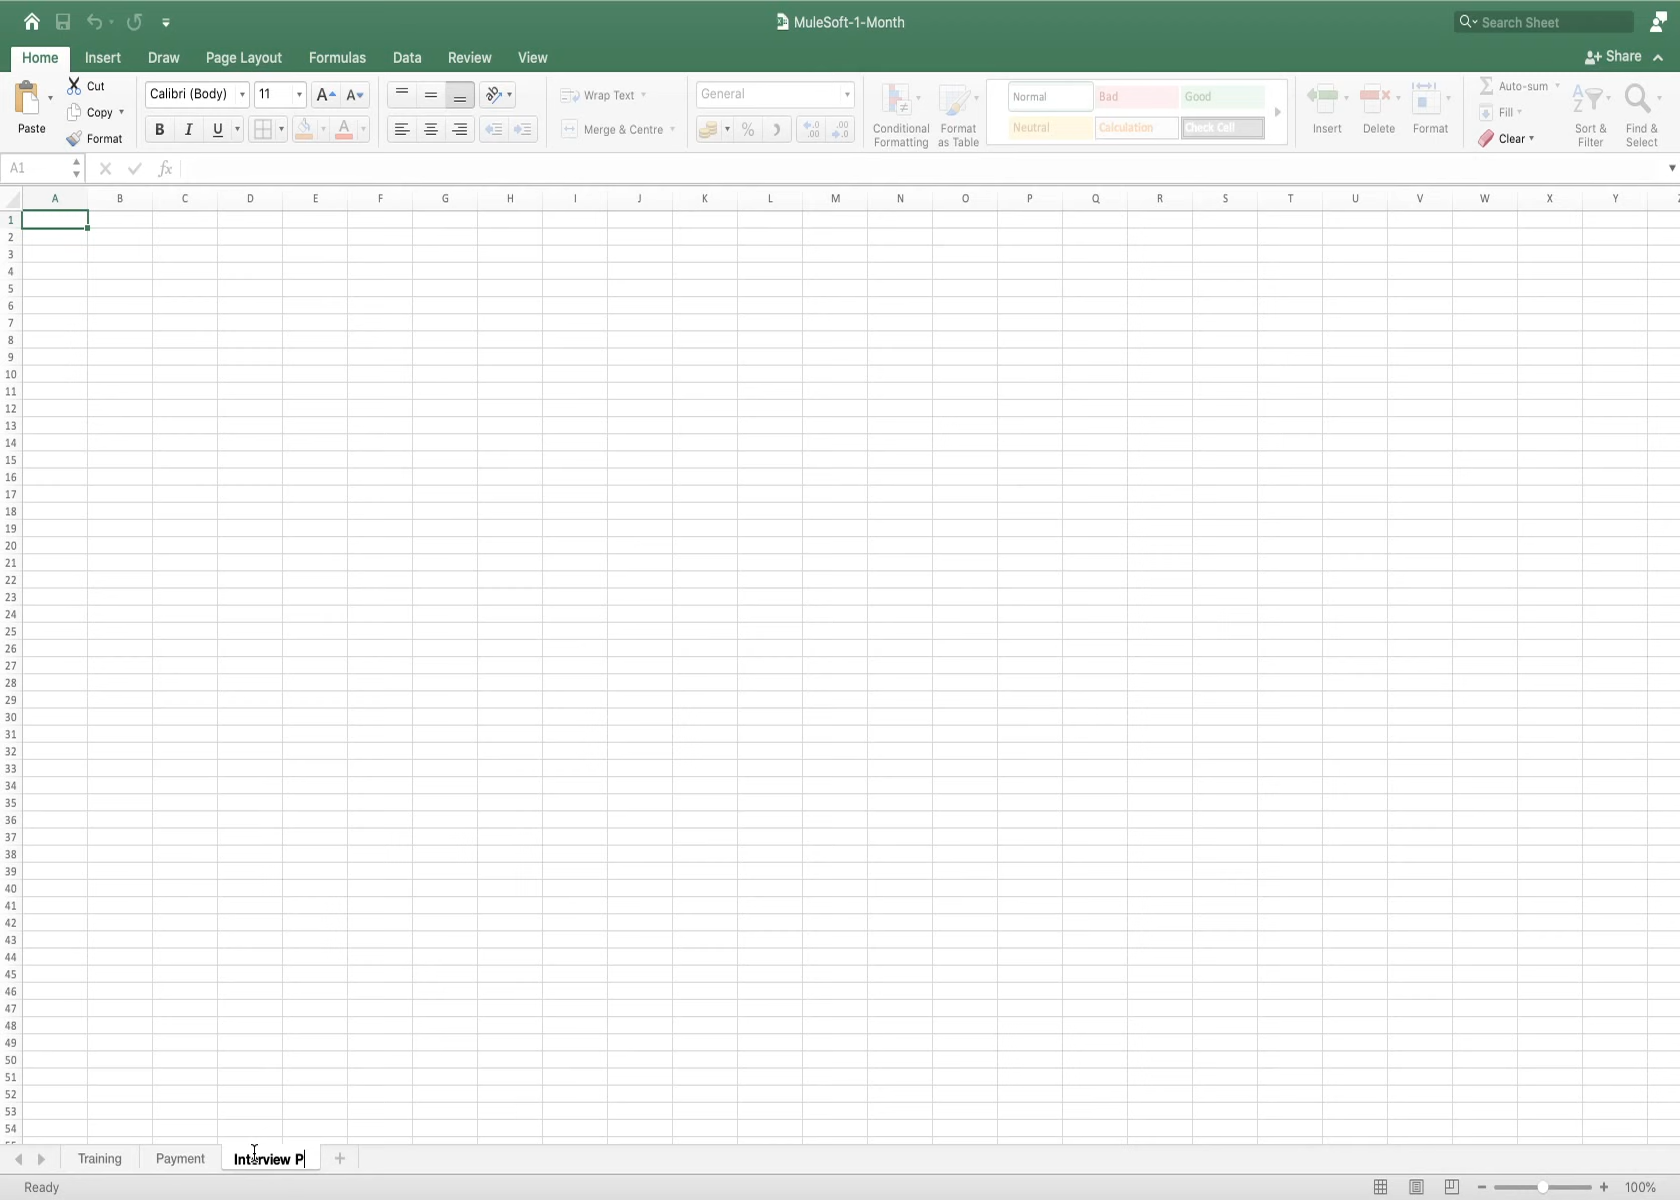 MuleSoft-1-Month
Search Sheet
Home Insert Draw Page Layout Formulas Data Review View
Share
Paste
Cut
Copy
Format
Calibri (Body) 11 A A
B I U A
Wrap Text
Merge & Centre
General
%
Conditional Formatting
Format as Table
Normal Bad Good
Neutral Calculation Check Cell
Insert Delete Format
Auto-sum
Fill
Clear
Sort & Filter
Find & Select
A1
fx
A B C D E F G H I J K L M N O P Q R S T U V W X Y
1
2
3
4
5
6
7
8
9
10
11
12
13
14
15
16
17
18
19
20
21
22
23
24
25
26
27
28
29
30
31
32
33
34
35
36
37
38
39
40
41
42
43
44
45
46
47
48
49
50
51
52
53
54
Training Payment Interview P
Ready
100%